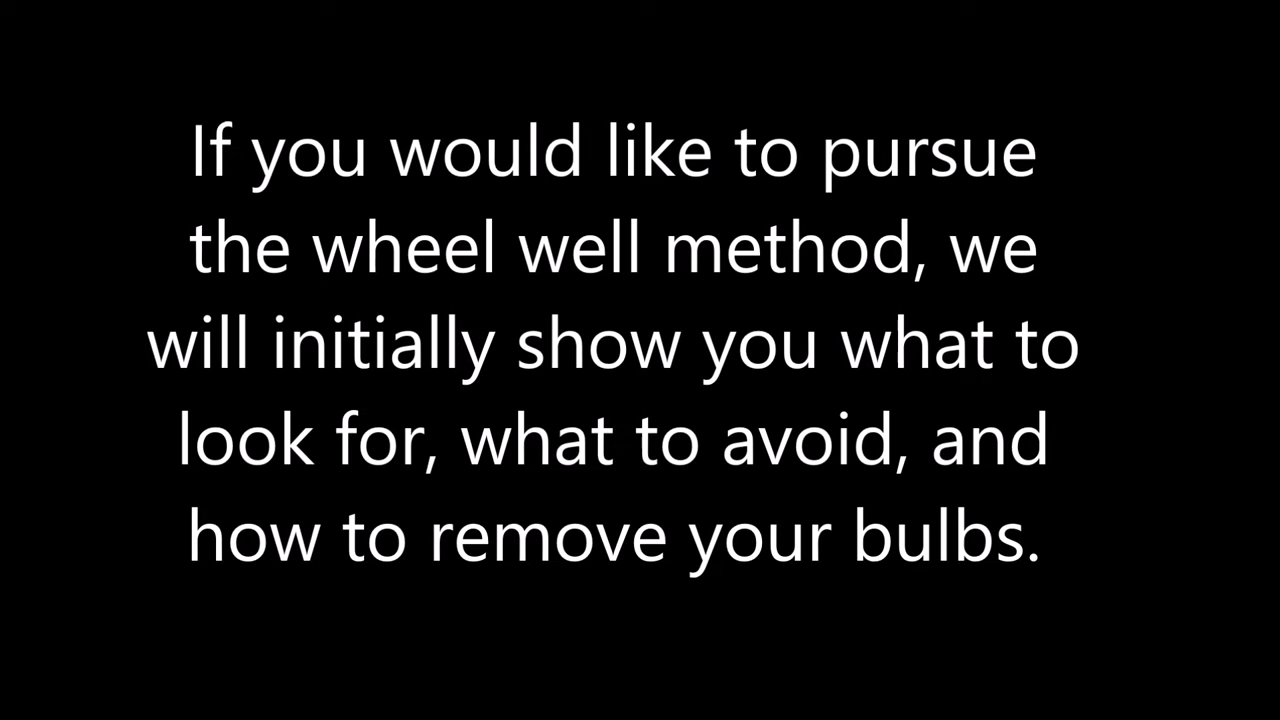 If you would like to pursue
the wheel well method, we
will initially show you what to
look for, what to avoid, and
how to remove your bulbs.